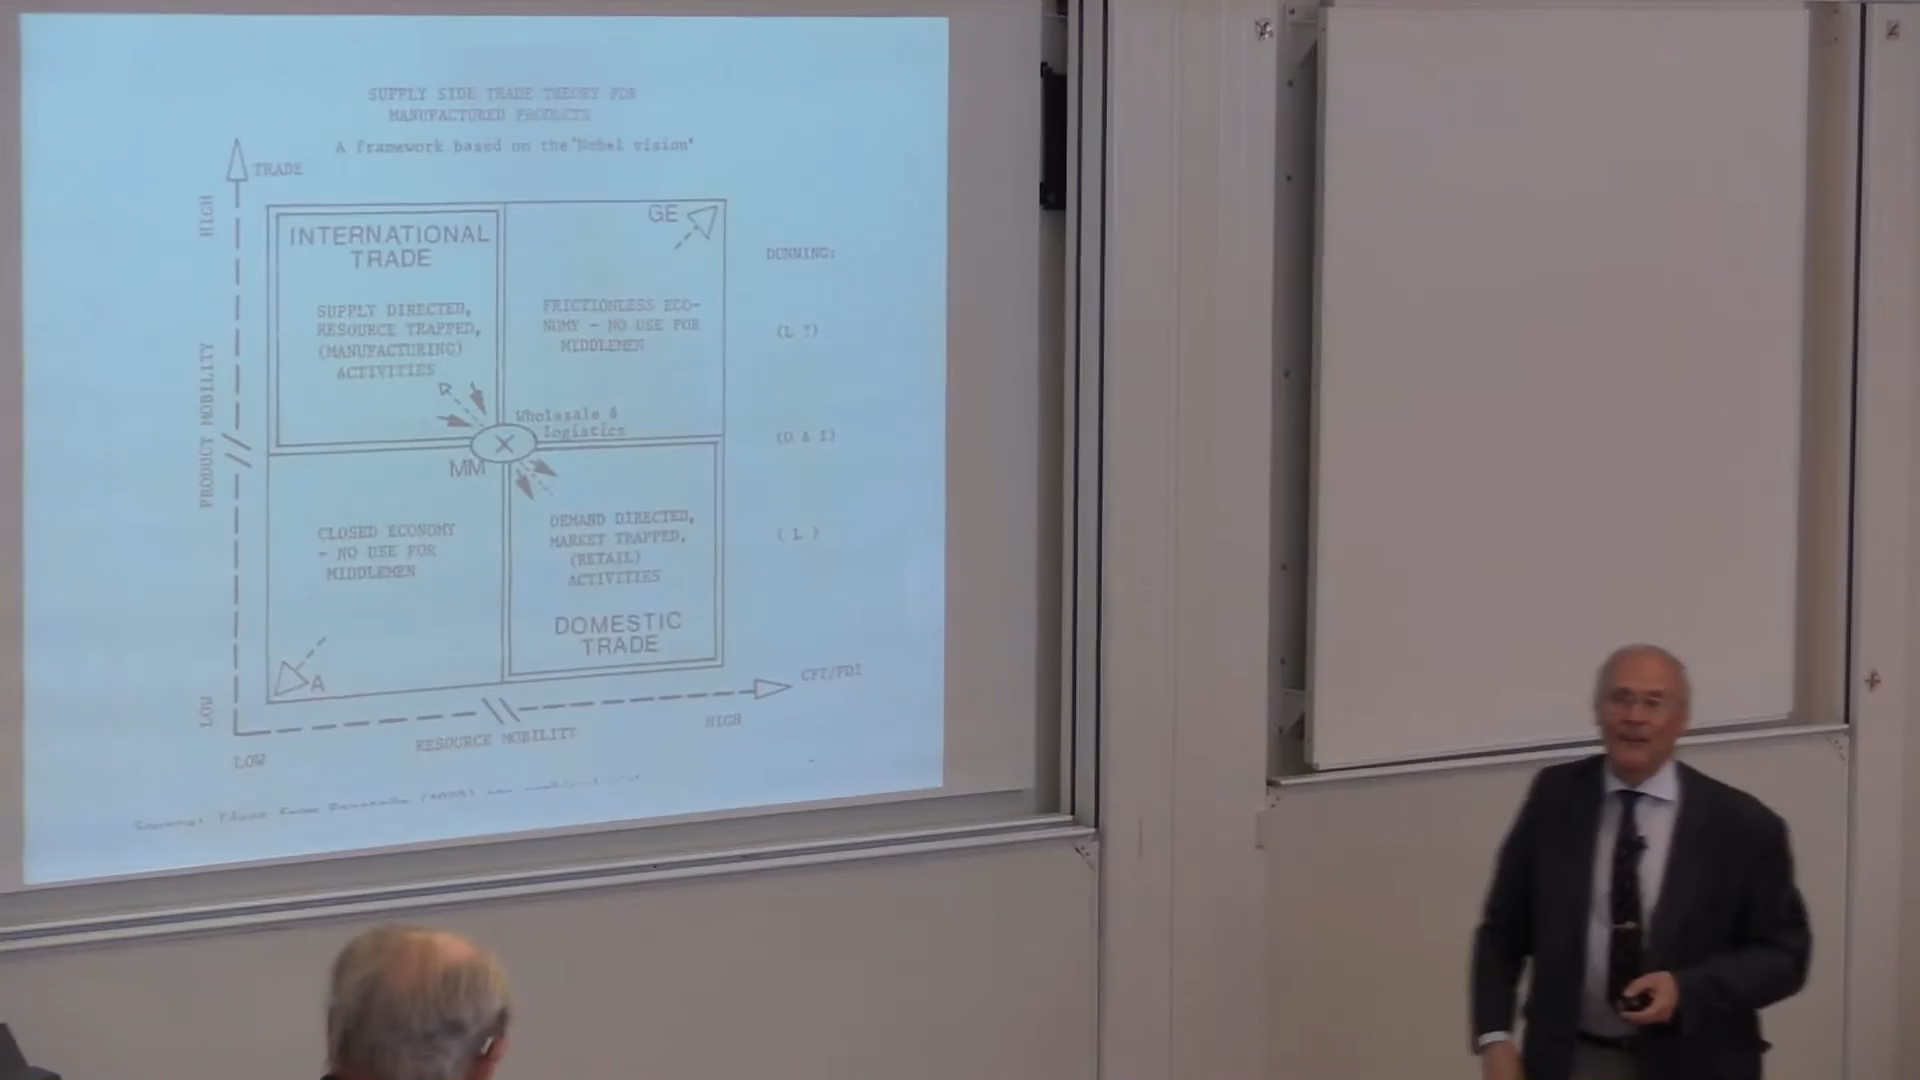 SUPPLY SIDE TRADE THEORY FOR
MANUFACTURED PRODUCTS
A framework based on the 'Nobel vision'
TRADE
HIGH
PRODUCT MOBILITY
LOW
INTERNATIONAL
TRADE
SUPPLY DIRECTED,
RESOURCE TRAPPED,
(MANUFACTURING)
ACTIVITIES
GE
FRICTIONLESS ECO-
NOMY - NO USE FOR
MIDDLEMEN
Wholesale &
logistics
MM
CLOSED ECONOMY
- NO USE FOR
MIDDLEMEN
A
DEMAND DIRECTED,
MARKET TRAPPED,
(RETAIL)
ACTIVITIES
DOMESTIC
TRADE
DUNNING:
(L ?)
(O & I)
( L )
LOW
RESOURCE MOBILITY
HIGH
/FDI
Source: Ideas from